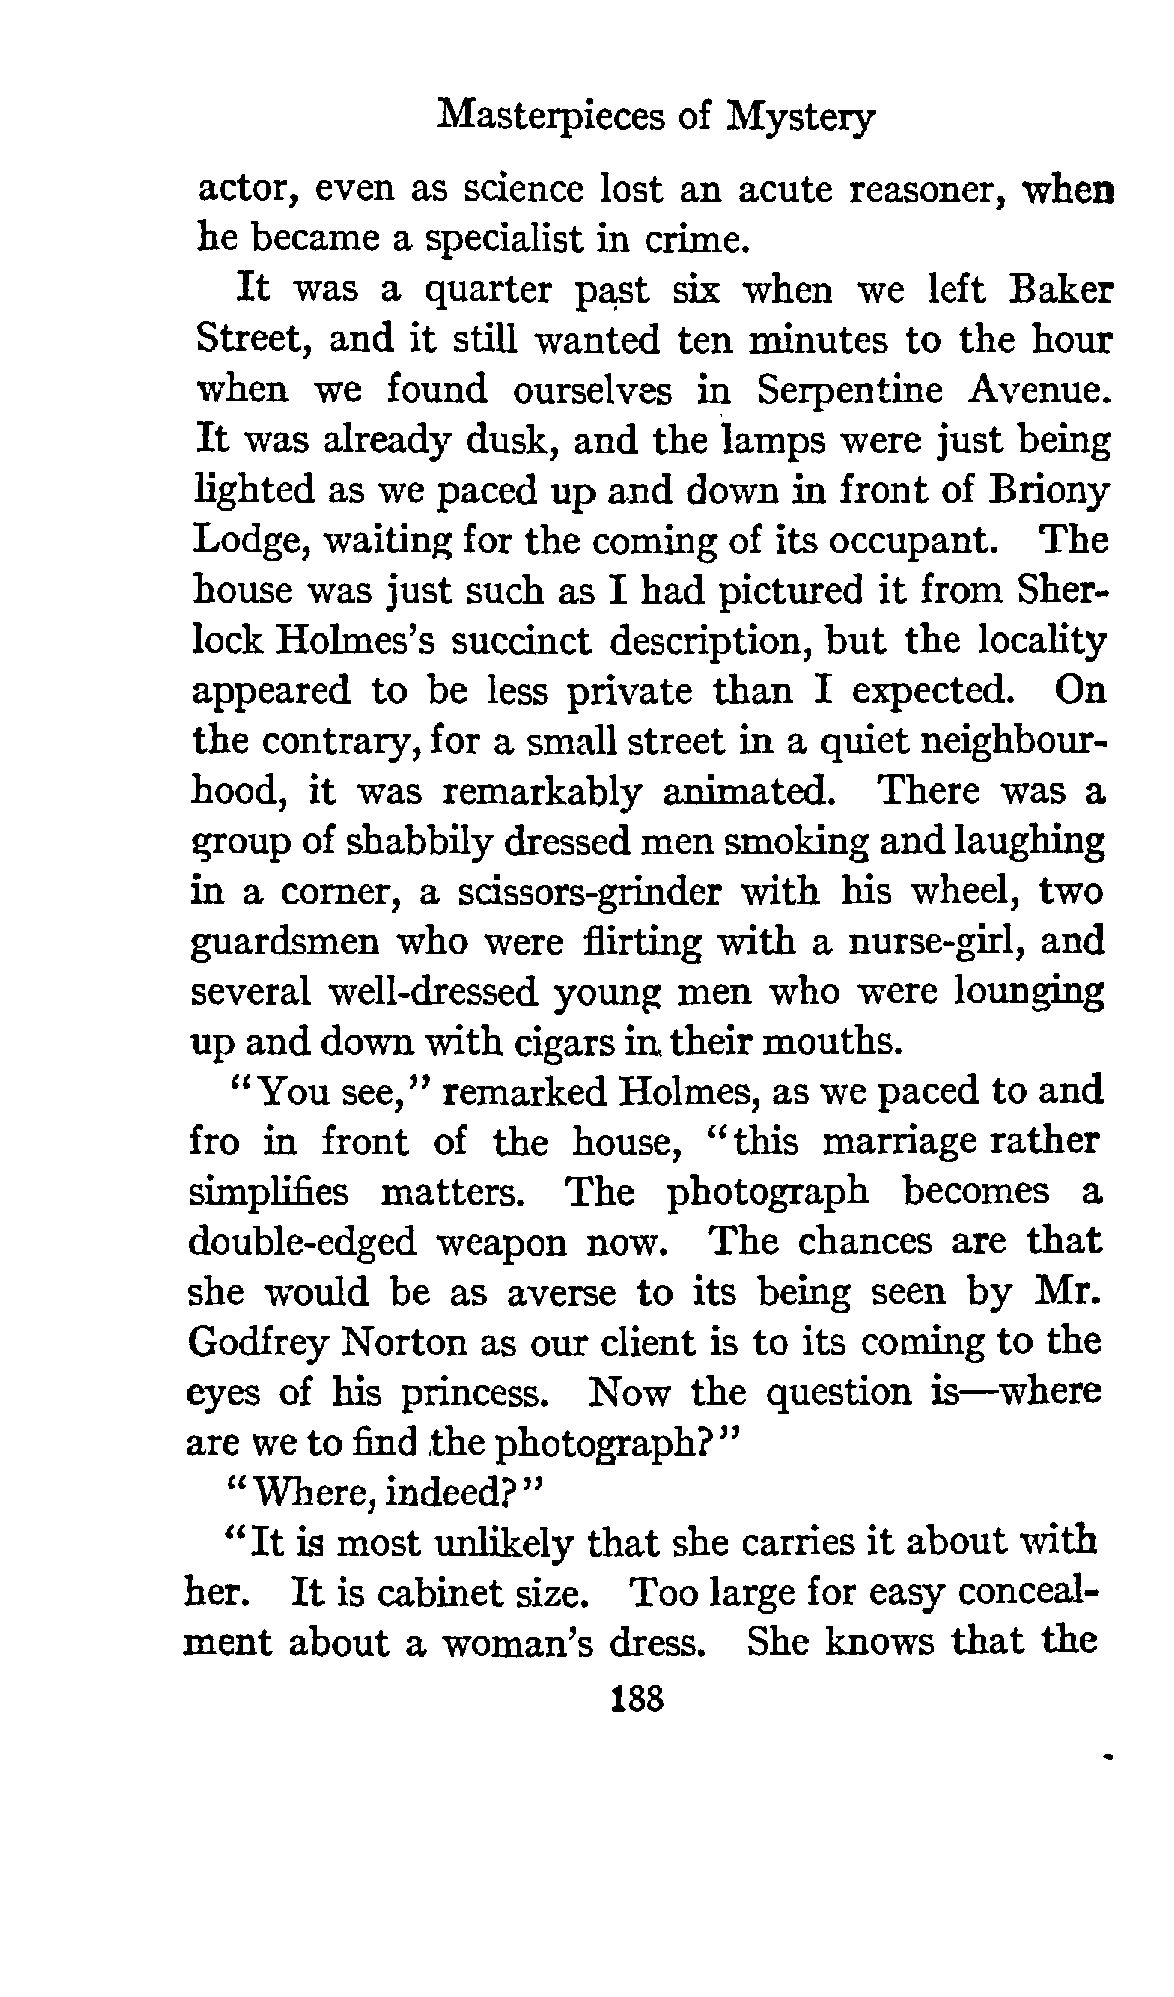 Masterpieces of Mystery
actor, even as science lost an acute reasoner, when
he became a specialist in crime.
It was a quarter past six when we left Baker
Street, and it still wanted ten minutes to the hour
when we found ourselves in Serpentine Avenue.
It was already dusk, and the lamps were just being
lighted as we paced up and down in front of Briony
Lodge, waiting for the coming of its occupant. The
house was just such as I had pictured it from Sher-
lock Holmes's succinct description, but the locality
appeared to be less private than I expected. On
the contrary, for a small street in a quiet neighbour-
hood, it was remarkably animated. There was a
group of shabbily dressed men smoking and laughing
in a corner, a scissors-grinder with his wheel, two
guardsmen who were flirting with a nurse-girl, and
several well-dressed young men who were lounging
up and down with cigars in their mouths.
"You see," remarked Holmes, as we paced to and
fro in front of the house, "this marriage rather
simplifies matters. The photograph becomes a
double-edged weapon now. The chances are that
she would be as averse to its being seen by Mr.
Godfrey Norton as our client is to its coming to the
eyes of his princess. Now the question is—where
are we to find the photograph?"
"Where, indeed?"
"It is most unlikely that she carries it about with
her. It is cabinet size. Too large for easy conceal-
ment about a woman's dress. She knows that the
188